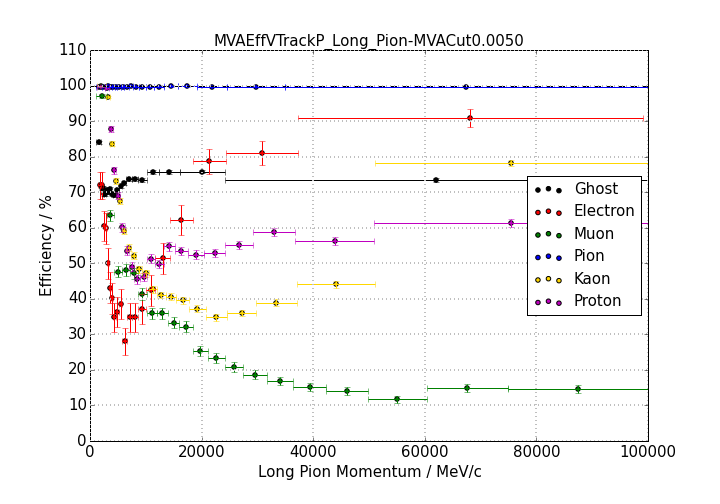 MVAEffVTrackP_Long_Pion-MVACut0.0050
110
100
90
80
70
60
50
40
30
20
10
0
Efficiency / %
Ghost
Electron
Muon
Pion
Kaon
Proton
0 20000 40000 60000 80000 100000
Long Pion Momentum / MeV/c